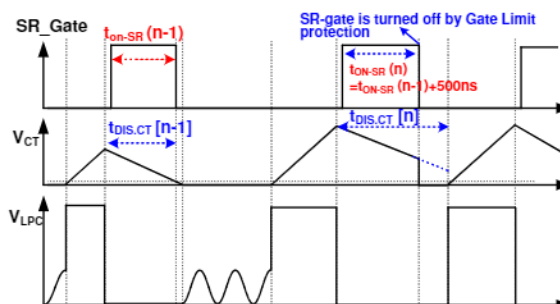 SR_Gate
SR-gate is turned off by Gate Limit
protection
ton-SR (n-1)
tON-SR (n)
=tON-SR (n-1)+500ns
VCT
tDIS.CT [n-1]
tDIS.CT [n]
VLPC